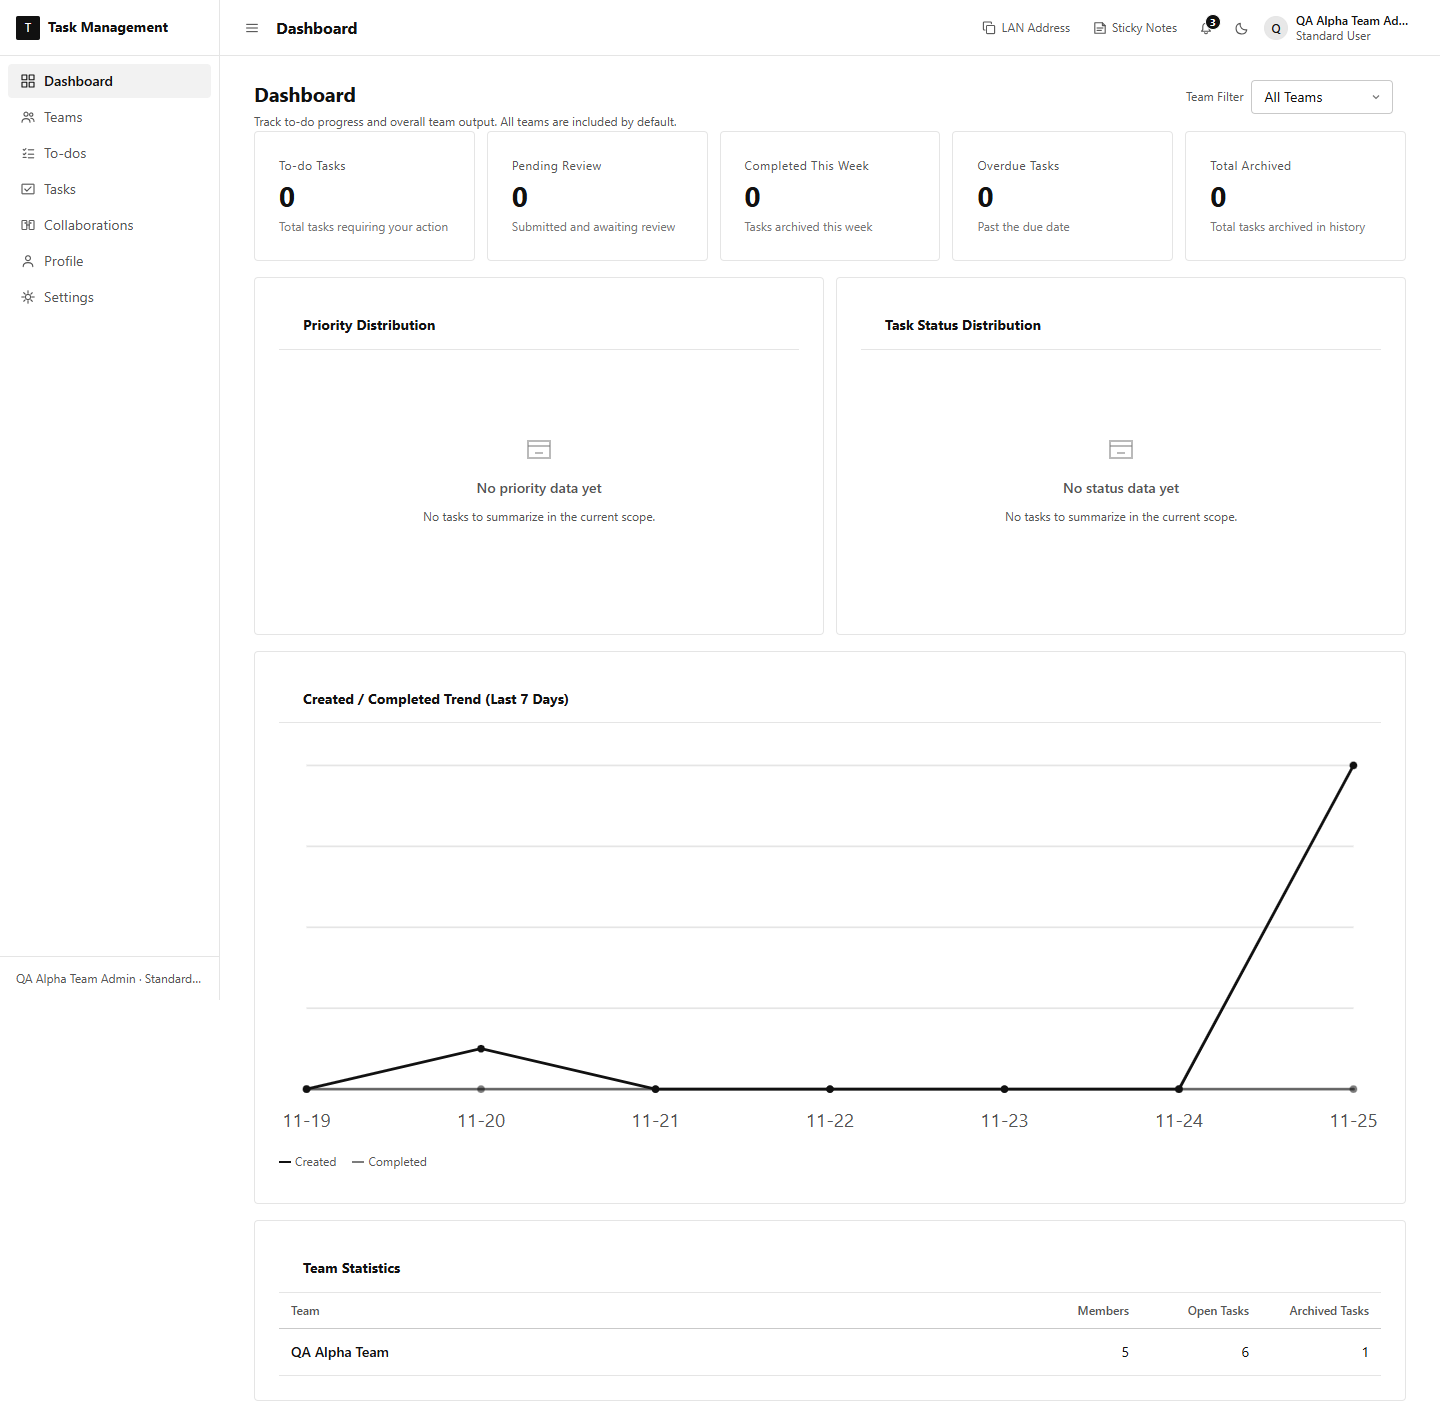 T Task Management
Dashboard
LAN Address
Sticky Notes
3
Q
QA Alpha Team Ad...
Standard User
Dashboard
Teams
To-dos
Tasks
Collaborations
Profile
Settings
QA Alpha Team Admin · Standard...
Dashboard
Track to-do progress and overall team output. All teams are included by default.
Team Filter
All Teams
To-do Tasks
0
Total tasks requiring your action
Pending Review
0
Submitted and awaiting review
Completed This Week
0
Tasks archived this week
Overdue Tasks
0
Past the due date
Total Archived
0
Total tasks archived in history
Priority Distribution
No priority data yet
No tasks to summarize in the current scope.
Task Status Distribution
No status data yet
No tasks to summarize in the current scope.
Created / Completed Trend (Last 7 Days)
11-19 11-20 11-21 11-22 11-23 11-24 11-25
Created Completed
Team Statistics
Team Members Open Tasks Archived Tasks
QA Alpha Team 5 6 1